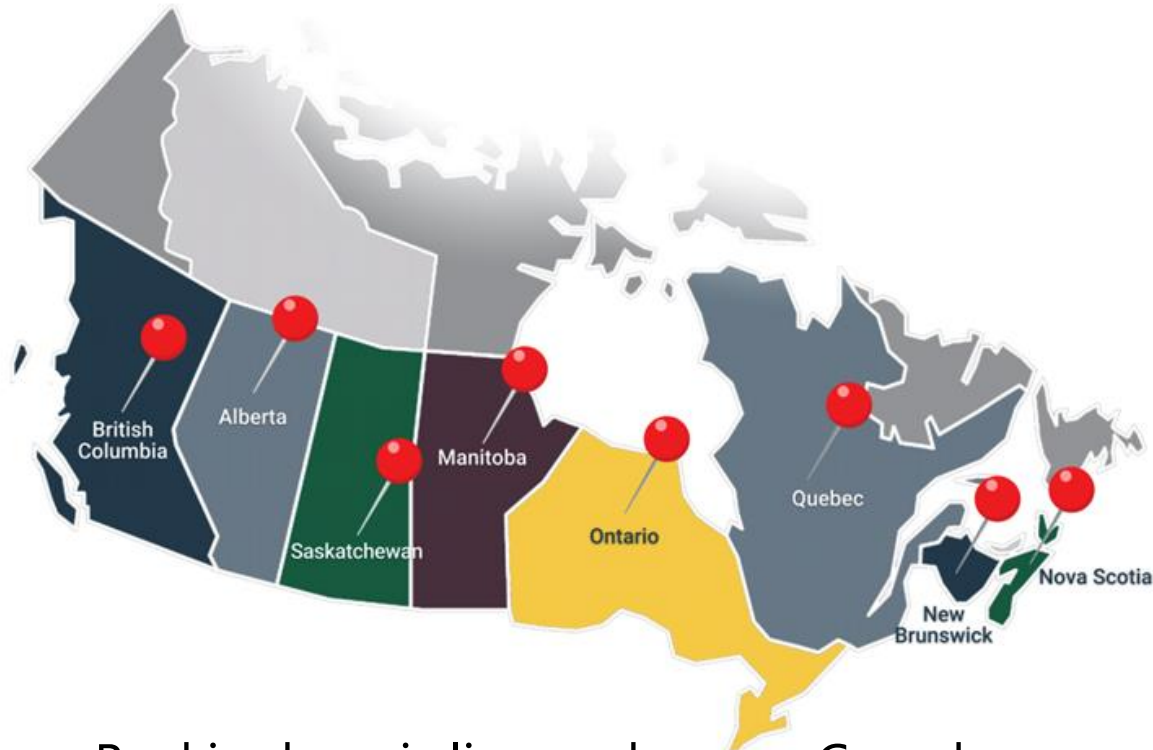 British
Columbia
Alberta
Saskatchewan
Manitoba
Ontario
Quebec
New
Brunswick
Nova Scotia